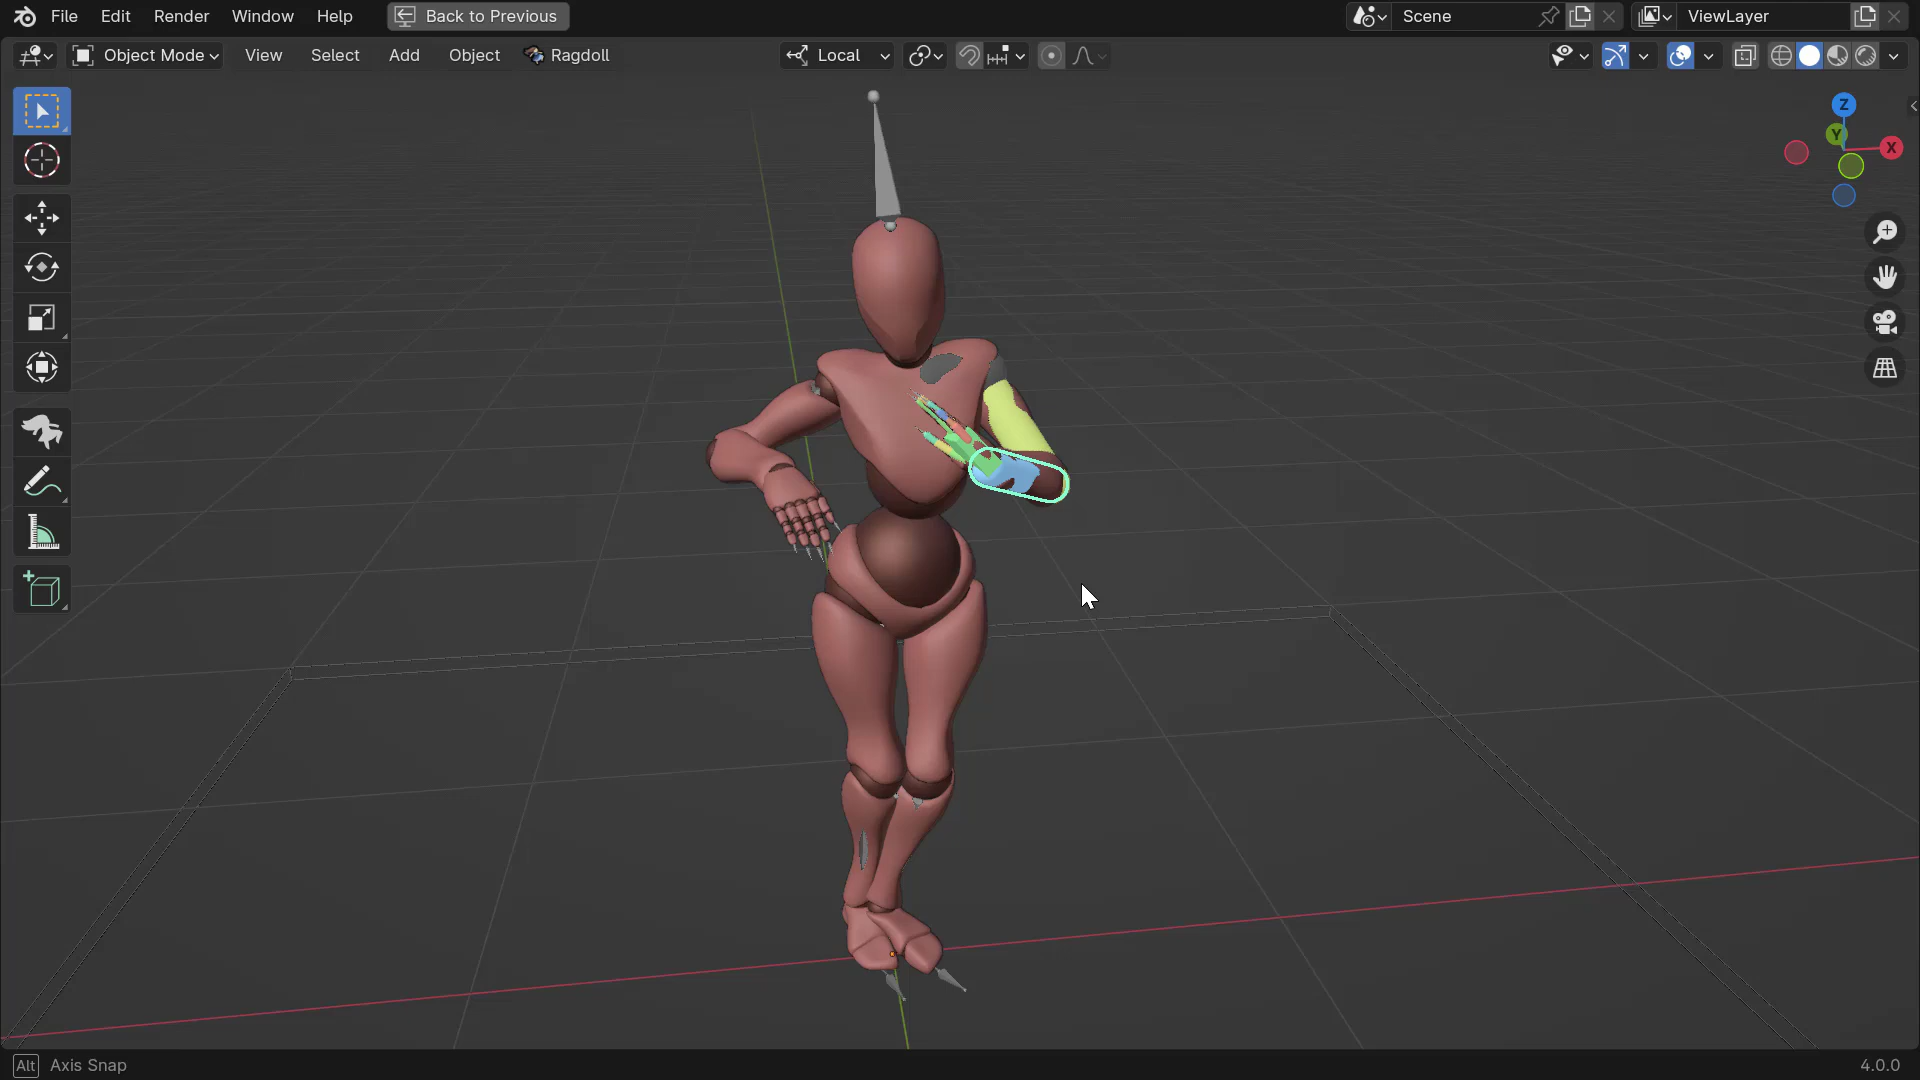 File Edit Render Window Help Back to Previous Scene ViewLayer
Object Mode View Select Add Object Ragdoll Local
Z
Y
X
Alt Axis Snap 4.0.0